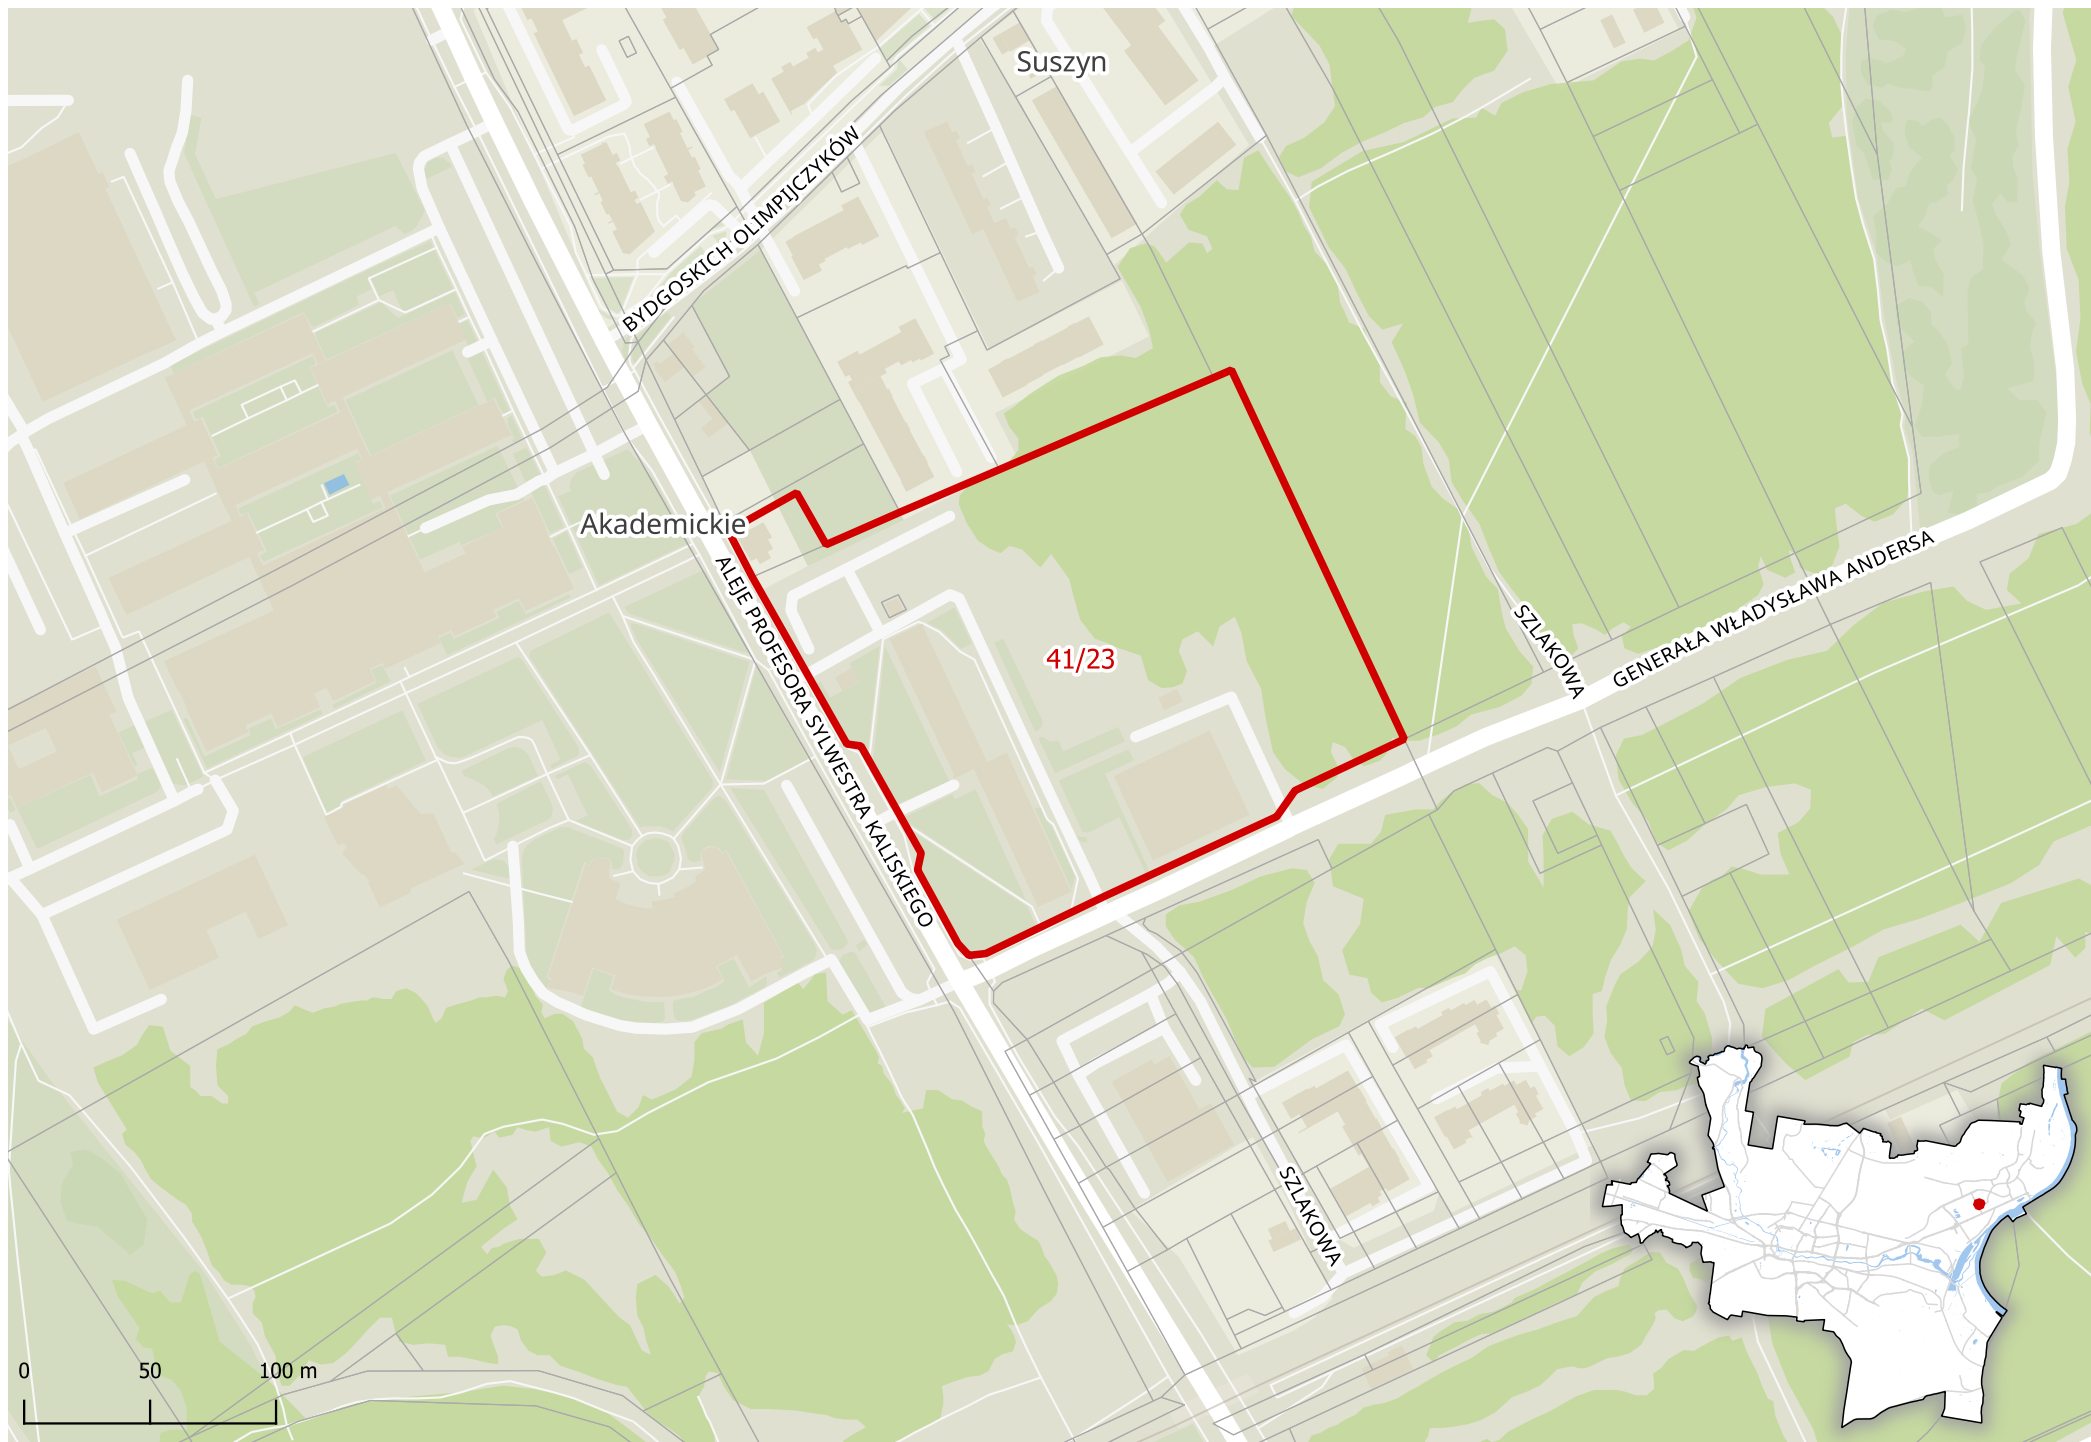 Suszyn
BYDGOSKICH OLIMPIJCZYKÓW
Akademickie
ALEJE PROFESORA SYLWESTRA KALISKIEGO
41/23
SZLAKOWA
GENERAŁA WŁADYSŁAWA ANDERSA
SZLAKOWA
0 50 100 m